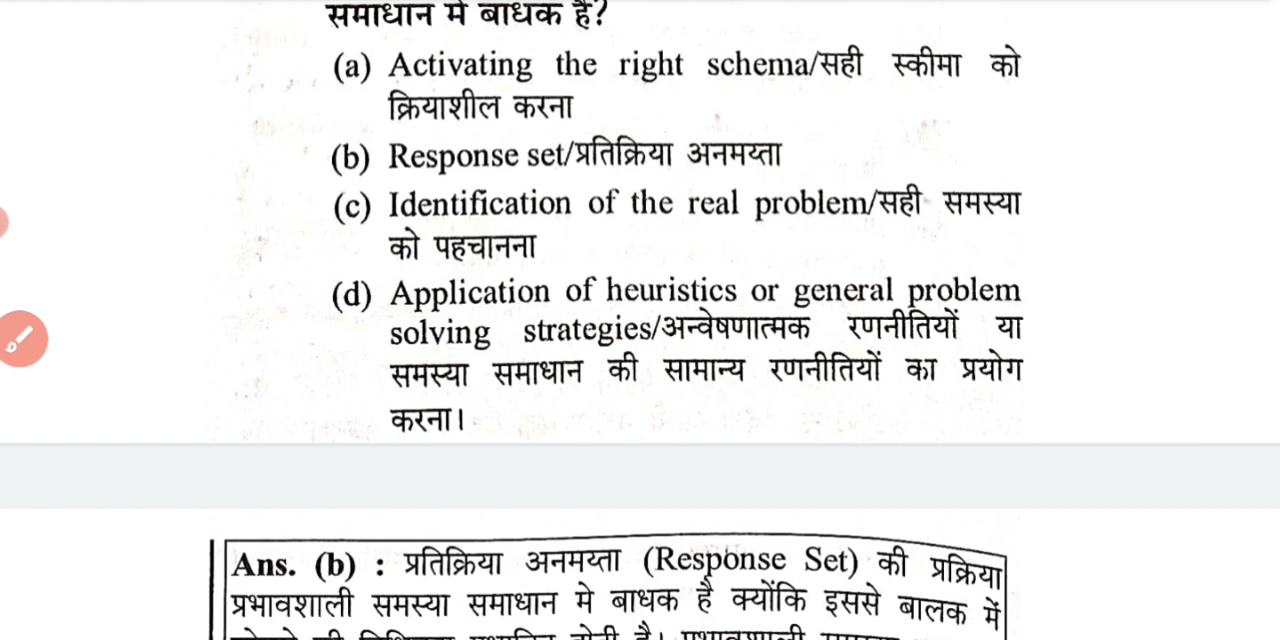 समाधान मे बाधक है?
(a) Activating the right schema/सही स्कीमा को
क्रियाशील करना
(b) Response set/प्रतिक्रिया अनमय्ता
(c) Identification of the real problem/सही समस्या
को पहचानना
(d) Application of heuristics or general problem
solving strategies/अन्वेषणात्मक रणनीतियों या
समस्या समाधान की सामान्य रणनीतियों का प्रयोग
करना।
Ans. (b) : प्रतिक्रिया अनमय्ता (Response Set) की प्रक्रिया
प्रभावशाली समस्या समाधान मे बाधक है क्योंकि इससे बालक में